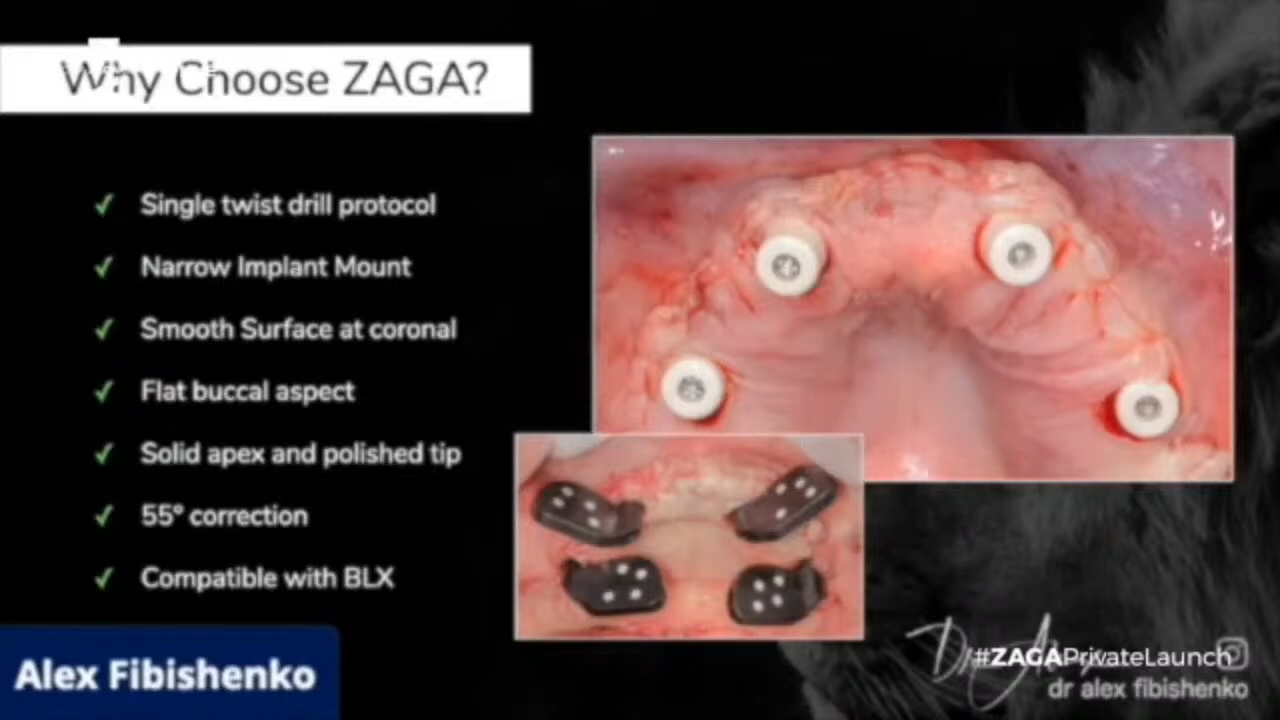 Why Choose ZAGA?
✓ Single twist drill protocol
✓ Narrow Implant Mount
✓ Smooth Surface at coronal
✓ Flat buccal aspect
✓ Solid apex and polished tip
✓ 55º correction
✓ Compatible with BLX
Alex Fibishenko
#ZAGAPrivateLaunch
dr alex fibishenko